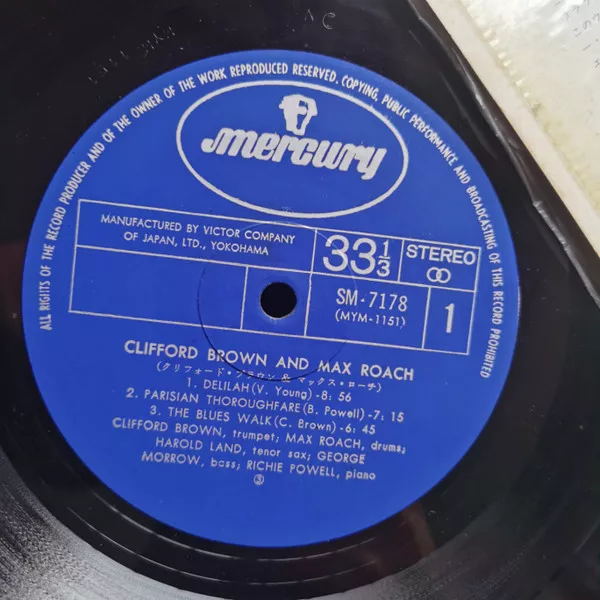 ALL RIGHTS OF THE RECORD PRODUCER AND OF THE OWNER OF THE WORK REPRODUCED RESERVED. COPYING, PUBLIC PERFORMANCE AND BROADCASTING OF THIS RECORD PROHIBITED
mercury
MANUFACTURED BY VICTOR COMPANY
OF JAPAN, LTD., YOKOHAMA
33 1/3
STEREO
SM-7178
(MYM-1151)
1
CLIFFORD BROWN AND MAX ROACH
(クリフォード・ブラウン & マックス・ローチ)
1. DELILAH (V. Young) -8: 56
2. PARISIAN THOROUGHFARE (B. Powell) -7: 15
3. THE BLUES WALK (C. Brown) -6: 45
CLIFFORD BROWN, trumpet; MAX ROACH, drums;
HAROLD LAND, tenor sax; GEORGE
MORROW, bass; RICHIE POWELL, piano
③